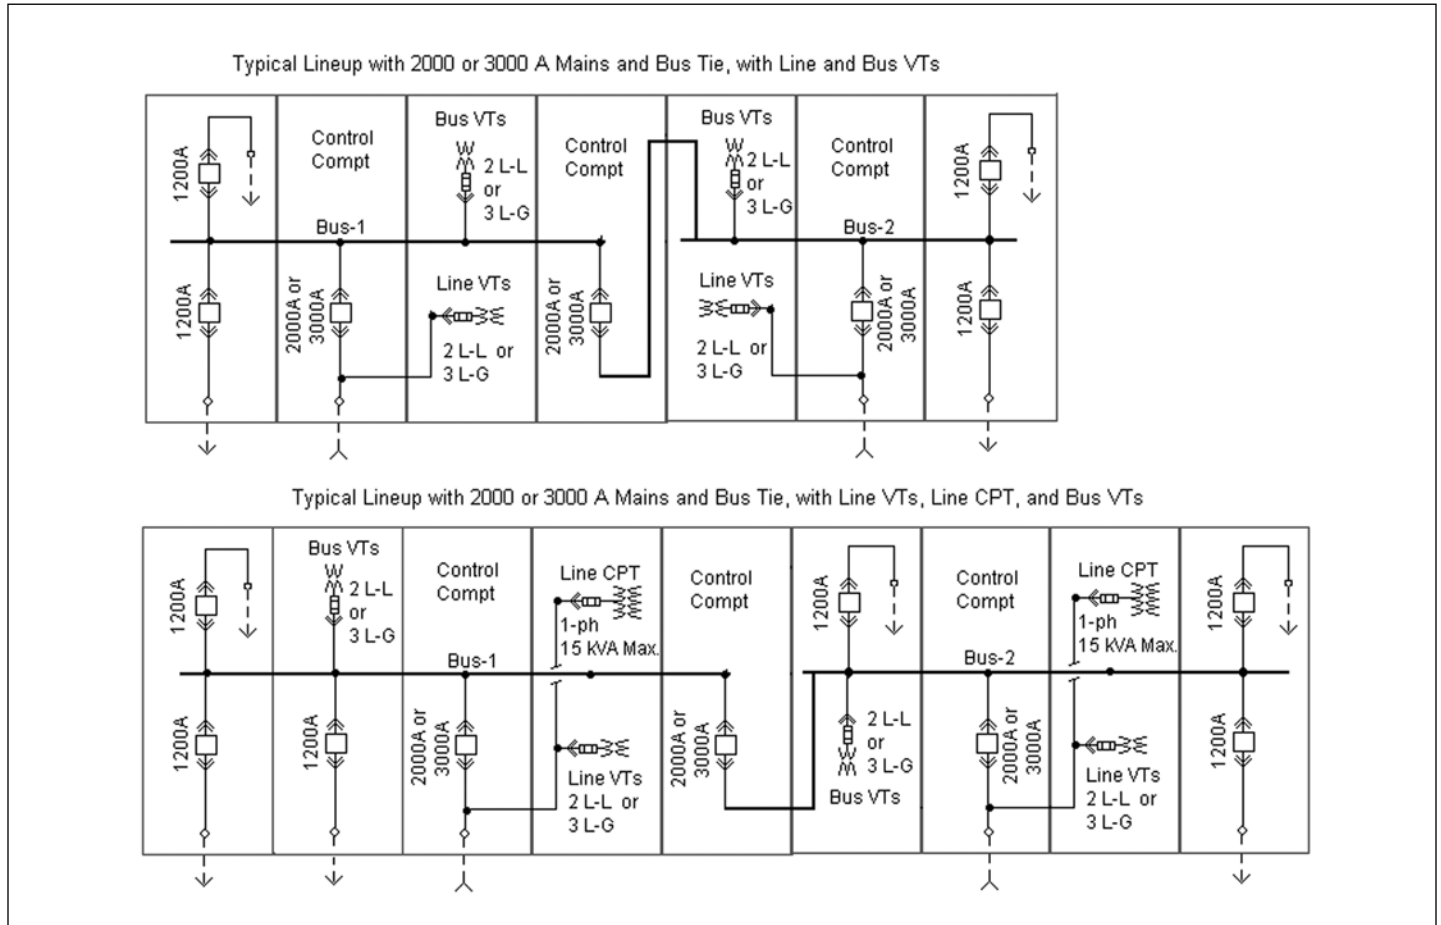 Typical Lineup with 2000 or 3000 A Mains and Bus Tie, with Line and Bus VTs
1200A
1200A
Control
Compt
Bus-1
2000A or
3000A
Bus VTs
2 L-L
or
3 L-G
Line VTs
2 L-L or
3 L-G
Control
Compt
2000A or
3000A
Bus VTs
2 L-L
or
3 L-G
Line VTs
2 L-L or
3 L-G
Control
Compt
Bus-2
2000A or
3000A
1200A
1200A
Typical Lineup with 2000 or 3000 A Mains and Bus Tie, with Line VTs, Line CPT, and Bus VTs
1200A
1200A
Bus VTs
2 L-L
or
3 L-G
1200A
Control
Compt
Bus-1
2000A or
3000A
Line CPT
1-ph
15 kVA Max.
Line VTs
2 L-L or
3 L-G
Control
Compt
2000A or
3000A
1200A
2 L-L
or
3 L-G
Bus VTs
Control
Compt
Bus-2
2000A or
3000A
Line CPT
1-ph
15 kVA Max.
Line VTs
2 L-L or
3 L-G
1200A
1200A